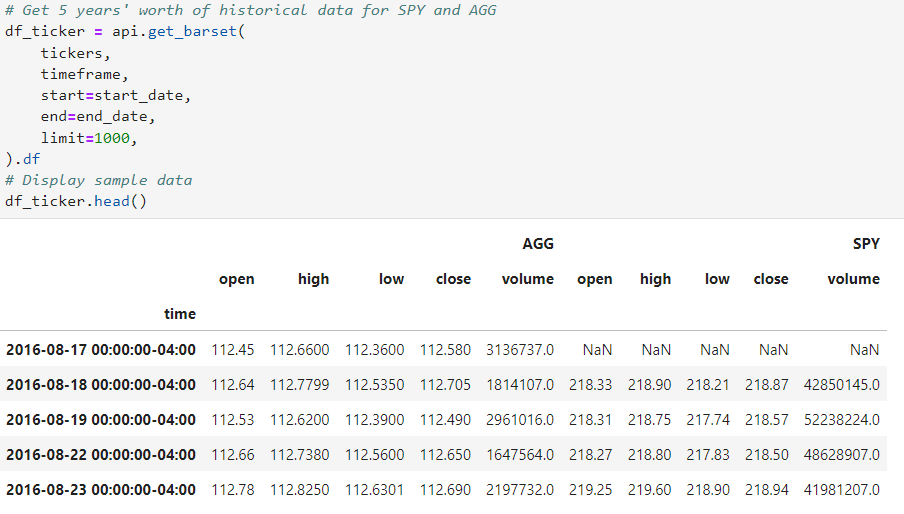 # Get 5 years' worth of historical data for SPY and AGG
df_ticker = api.get_barset(
    tickers,
    timeframe,
    start=start_date,
    end=end_date,
    limit=1000,
).df
# Display sample data
df_ticker.head()
AGG SPY
open high low close volume open high low close volume
time
2016-08-17 00:00:00-04:00 112.45 112.6600 112.3600 112.580 3136737.0 NaN NaN NaN NaN NaN
2016-08-18 00:00:00-04:00 112.64 112.7799 112.5350 112.705 1814107.0 218.33 218.90 218.21 218.87 42850145.0
2016-08-19 00:00:00-04:00 112.53 112.6200 112.3900 112.490 2961016.0 218.31 218.75 217.74 218.57 52238224.0
2016-08-22 00:00:00-04:00 112.66 112.7380 112.5600 112.650 1647564.0 218.27 218.80 217.83 218.50 48628907.0
2016-08-23 00:00:00-04:00 112.78 112.8250 112.6301 112.690 2197732.0 219.25 219.60 218.90 218.94 41981207.0